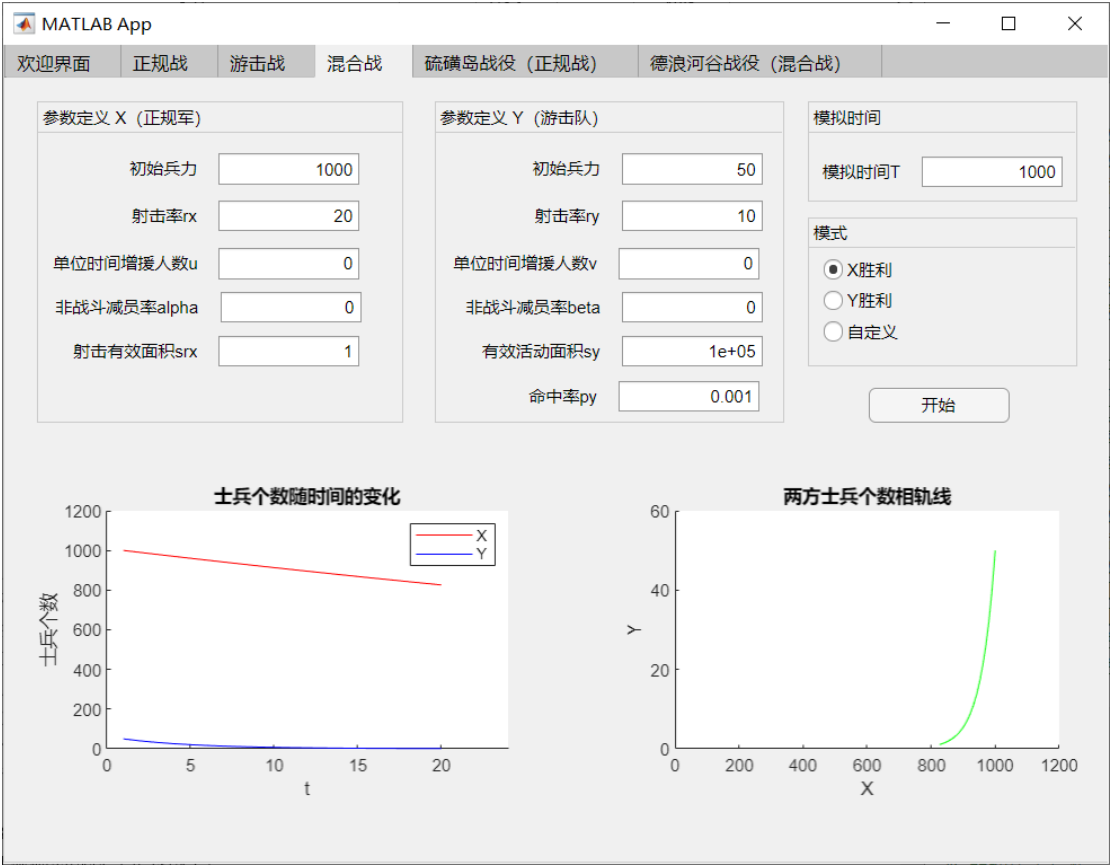 MATLAB App
欢迎界面 正规战 游击战 混合战 硫磺岛战役（正规战） 德浪河谷战役（混合战）
参数定义 X（正规军）
初始兵力 1000
射击率rx 20
单位时间增援人数u 0
非战斗减员率alpha 0
射击有效面积srx 1
参数定义 Y（游击队）
初始兵力 50
射击率ry 10
单位时间增援人数v 0
非战斗减员率beta 0
有效活动面积sy 1e+05
命中率py 0.001
模拟时间
模拟时间T 1000
模式
X胜利
Y胜利
自定义
开始
士兵个数随时间的变化
1200
1000
800
600
400
200
0
士兵个数
X
Y
0 5 10 15 20
t
两方士兵个数相轨线
60
40
20
0
Y
0 200 400 600 800 1000 1200
X